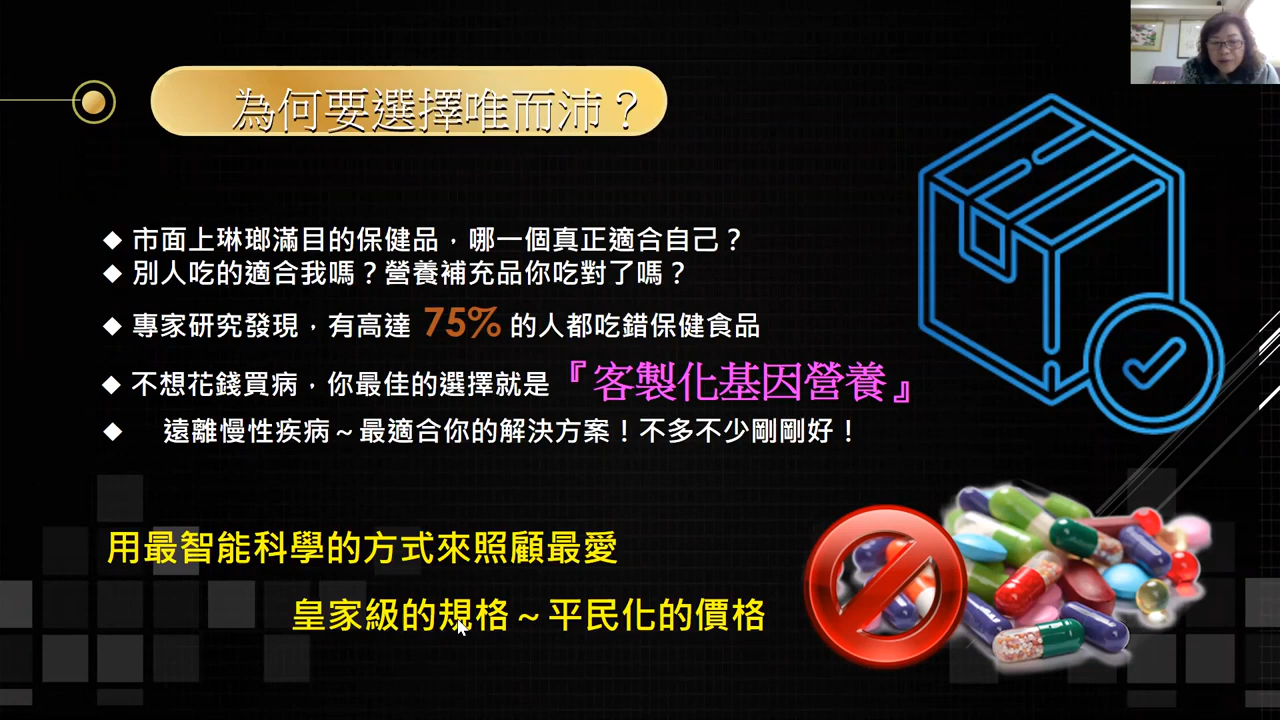 為何要選擇唯而沛？
◆ 市面上琳瑯滿目的保健品，哪一個真正適合自己？
◆ 別人吃的適合我嗎？營養補充品你吃對了嗎？
◆ 專家研究發現，有高達 75% 的人都吃錯保健食品
◆ 不想花錢買病，你最佳的選擇就是『客製化基因營養』
◆ 遠離慢性疾病～最適合你的解決方案！不多不少剛剛好！
用最智能科學的方式來照顧最愛
皇家級的規格～平民化的價格